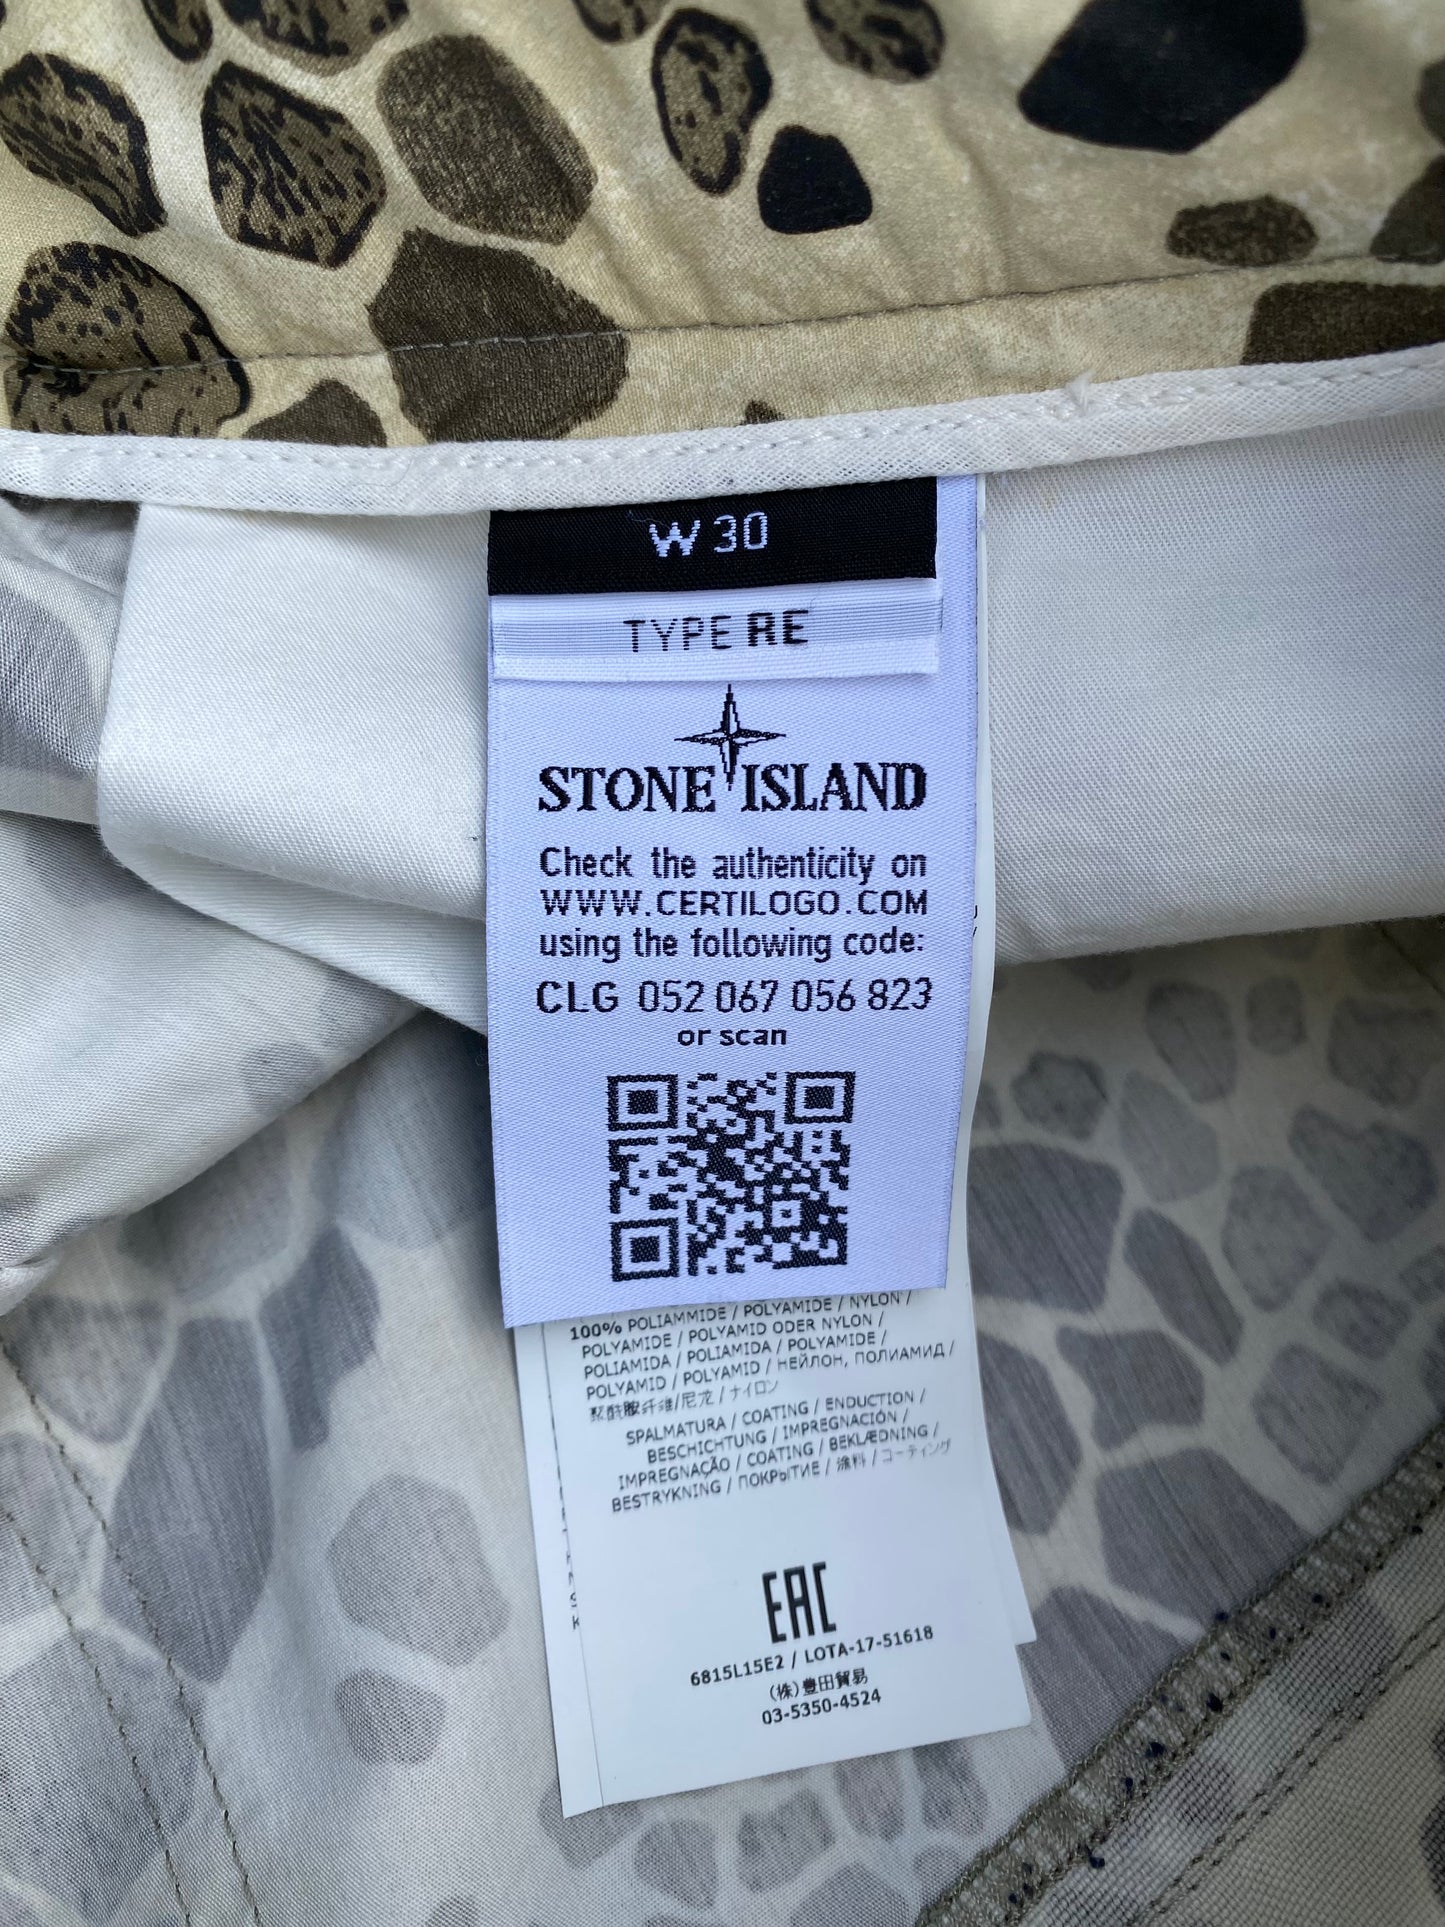 W 30
TYPE RE
STONE ISLAND
Check the authenticity on
WWW.CERTILOGO.COM
using the following code:
CLG 052 067 056 823
or scan
100% POLIAMMIDE / POLYAMIDE / NYLON /
POLYAMIDE / POLYAMID ODER NYLON /
POLIAMIDA / POLIAMIDA / POLYAMIDE /
POLYAMID / POLYAMID / НЕЙЛОН, ПОЛИАМИД /
聚酰胺纤维/尼龙 / ナイロン
SPALMATURA / COATING / ENDUCTION /
BESCHICHTUNG / IMPREGNACIÓN /
IMPREGNAÇÃO / COATING / BEKLÆDNING /
BESTRYKNING / ПОКРЫТИЕ / 涂料 / コーティング
EAC
6815L15E2 / LOTA-17-51618
(株)豊田貿易
03-5350-4524